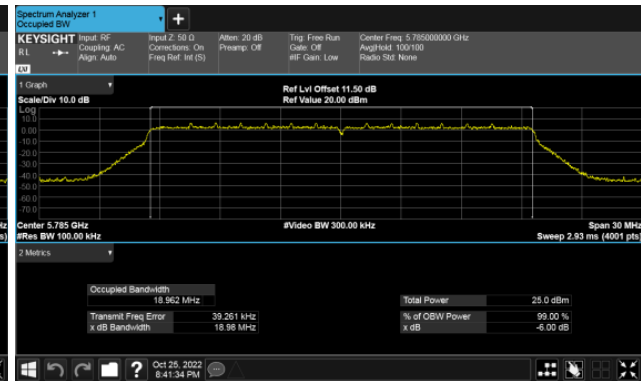 Spectrum Analyzer 1
Occupied BW
+
KEYSIGHT Input: RF Input Z: 50 Ω Atten: 20 dB Trig: Free Run Center Freq: 5.785000000 GHz
RL Coupling: AC Corrections: On Preamp: Off Gate: Off Avg|Hold: 100/100
Align: Auto Freq Ref: Int (S) #IF Gain: Low Radio Std: None
1 Graph
Ref Lvl Offset 11.50 dB
Scale/Div 10.0 dB Ref Value 20.00 dBm
Log
10.0
0.00
-10.0
-20.0
-30.0
-40.0
-50.0
-60.0
-70.0
Hz Center 5.785 GHz #Video BW 300.00 kHz Span 30 MHz
s) #Res BW 100.00 kHz Sweep 2.93 ms (4001 pts)
2 Metrics
Occupied Bandwidth
18.962 MHz Total Power 25.0 dBm
Transmit Freq Error 39.261 kHz % of OBW Power 99.00 %
x dB Bandwidth 18.98 MHz x dB -6.00 dB
? Oct 25, 2022
8:41:34 PM